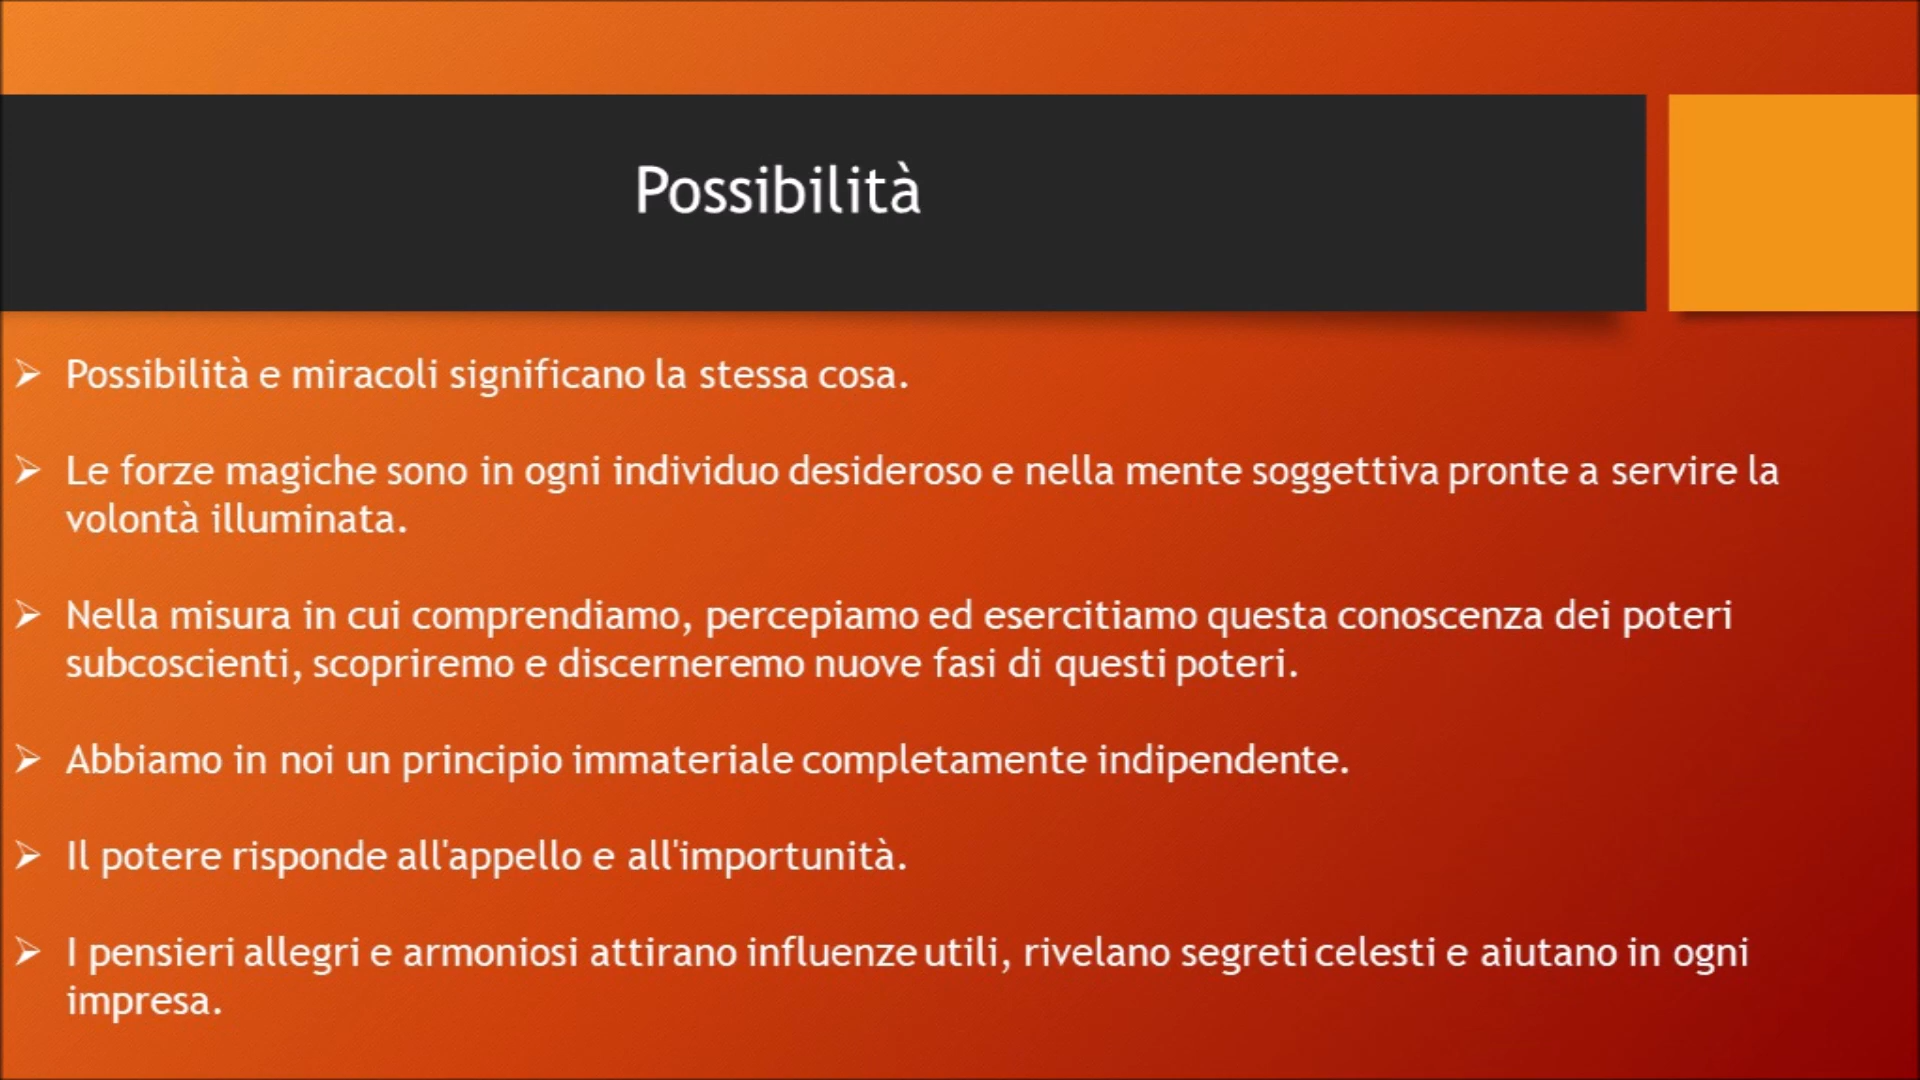 Possibilità
➢ Possibilità e miracoli significano la stessa cosa.
➢ Le forze magiche sono in ogni individuo desideroso e nella mente soggettiva pronte a servire la
volontà illuminata.
➢ Nella misura in cui comprendiamo, percepiamo ed esercitiamo questa conoscenza dei poteri
subcoscienti, scopriremo e discerneremo nuove fasi di questi poteri.
➢ Abbiamo in noi un principio immateriale completamente indipendente.
➢ Il potere risponde all'appello e all'importunità.
➢ I pensieri allegri e armoniosi attirano influenze utili, rivelano segreti celesti e aiutano in ogni
impresa.